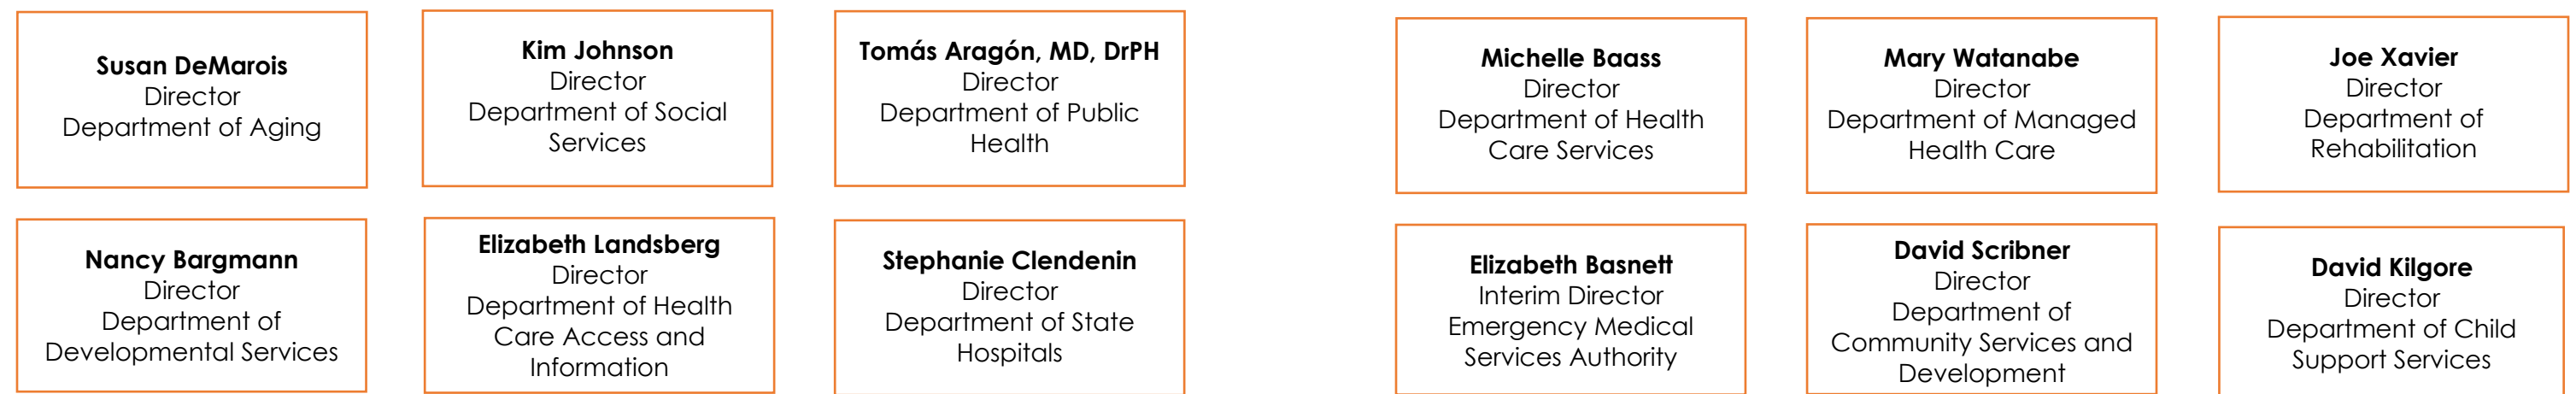 Susan DeMarois
Director
Department of Aging
Kim Johnson
Director
Department of Social
Services
Tomás Aragón, MD, DrPH
Director
Department of Public
Health
Michelle Baass
Director
Department of Health
Care Services
Mary Watanabe
Director
Department of Managed
Health Care
Joe Xavier
Director
Department of
Rehabilitation
Nancy Bargmann
Director
Department of
Developmental Services
Elizabeth Landsberg
Director
Department of Health
Care Access and
Information
Stephanie Clendenin
Director
Department of State
Hospitals
Elizabeth Basnett
Interim Director
Emergency Medical
Services Authority
David Scribner
Director
Department of
Community Services and
Development
David Kilgore
Director
Department of Child
Support Services